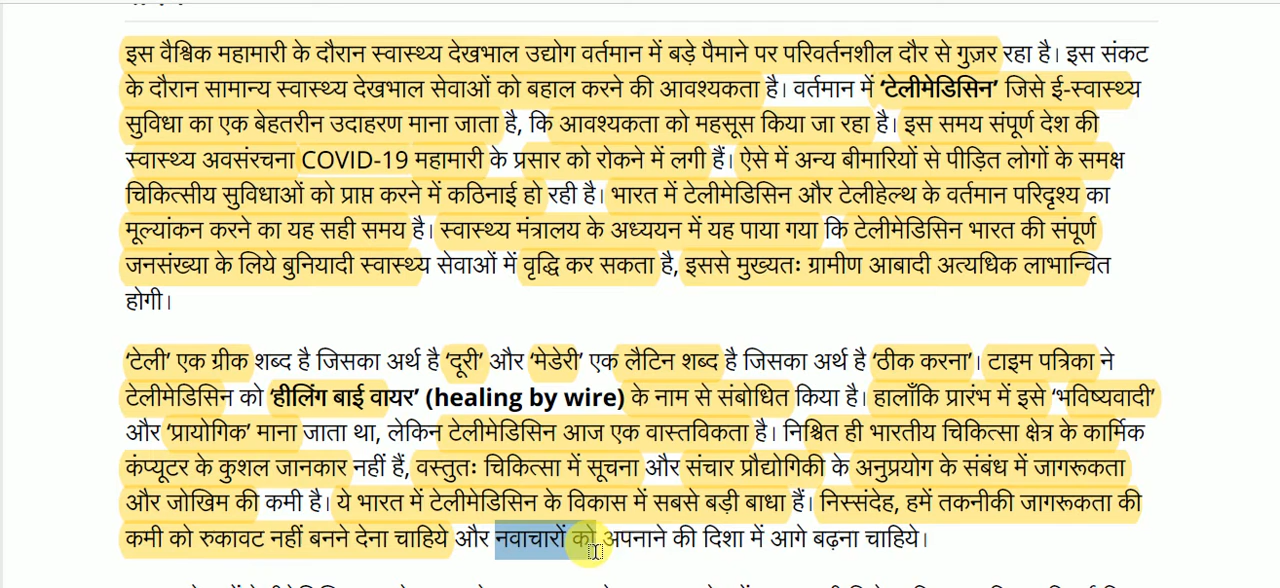 इस वैश्विक महामारी के दौरान स्वास्थ्य देखभाल उद्योग वर्तमान में बड़े पैमाने पर परिवर्तनशील दौर से गुज़र रहा है। इस संकट
के दौरान सामान्य स्वास्थ्य देखभाल सेवाओं को बहाल करने की आवश्यकता है। वर्तमान में ‘टेलीमेडिसिन’ जिसे ई-स्वास्थ्य
सुविधा का एक बेहतरीन उदाहरण माना जाता है, कि आवश्यकता को महसूस किया जा रहा है। इस समय संपूर्ण देश की
स्वास्थ्य अवसंरचना COVID-19 महामारी के प्रसार को रोकने में लगी हैं। ऐसे में अन्य बीमारियों से पीड़ित लोगों के समक्ष
चिकित्सीय सुविधाओं को प्राप्त करने में कठिनाई हो रही है। भारत में टेलीमेडिसिन और टेलीहेल्थ के वर्तमान परिदृश्य का
मूल्यांकन करने का यह सही समय है। स्वास्थ्य मंत्रालय के अध्ययन में यह पाया गया कि टेलीमेडिसिन भारत की संपूर्ण
जनसंख्या के लिये बुनियादी स्वास्थ्य सेवाओं में वृद्धि कर सकता है, इससे मुख्यतः ग्रामीण आबादी अत्यधिक लाभान्वित
होगी।
‘टेली’ एक ग्रीक शब्द है जिसका अर्थ है ‘दूरी’ और ‘मेडेरी’ एक लैटिन शब्द है जिसका अर्थ है ‘ठीक करना’। टाइम पत्रिका ने
टेलीमेडिसिन को ‘हीलिंग बाई वायर’ (healing by wire) के नाम से संबोधित किया है। हालाँकि प्रारंभ में इसे ‘भविष्यवादी’
और ‘प्रायोगिक’ माना जाता था, लेकिन टेलीमेडिसिन आज एक वास्तविकता है। निश्चित ही भारतीय चिकित्सा क्षेत्र के कार्मिक
कंप्यूटर के कुशल जानकार नहीं हैं, वस्तुतः चिकित्सा में सूचना और संचार प्रौद्योगिकी के अनुप्रयोग के संबंध में जागरूकता
और जोखिम की कमी है। ये भारत में टेलीमेडिसिन के विकास में सबसे बड़ी बाधा हैं। निस्संदेह, हमें तकनीकी जागरूकता की
कमी को रुकावट नहीं बनने देना चाहिये और नवाचारों को अपनाने की दिशा में आगे बढ़ना चाहिये।